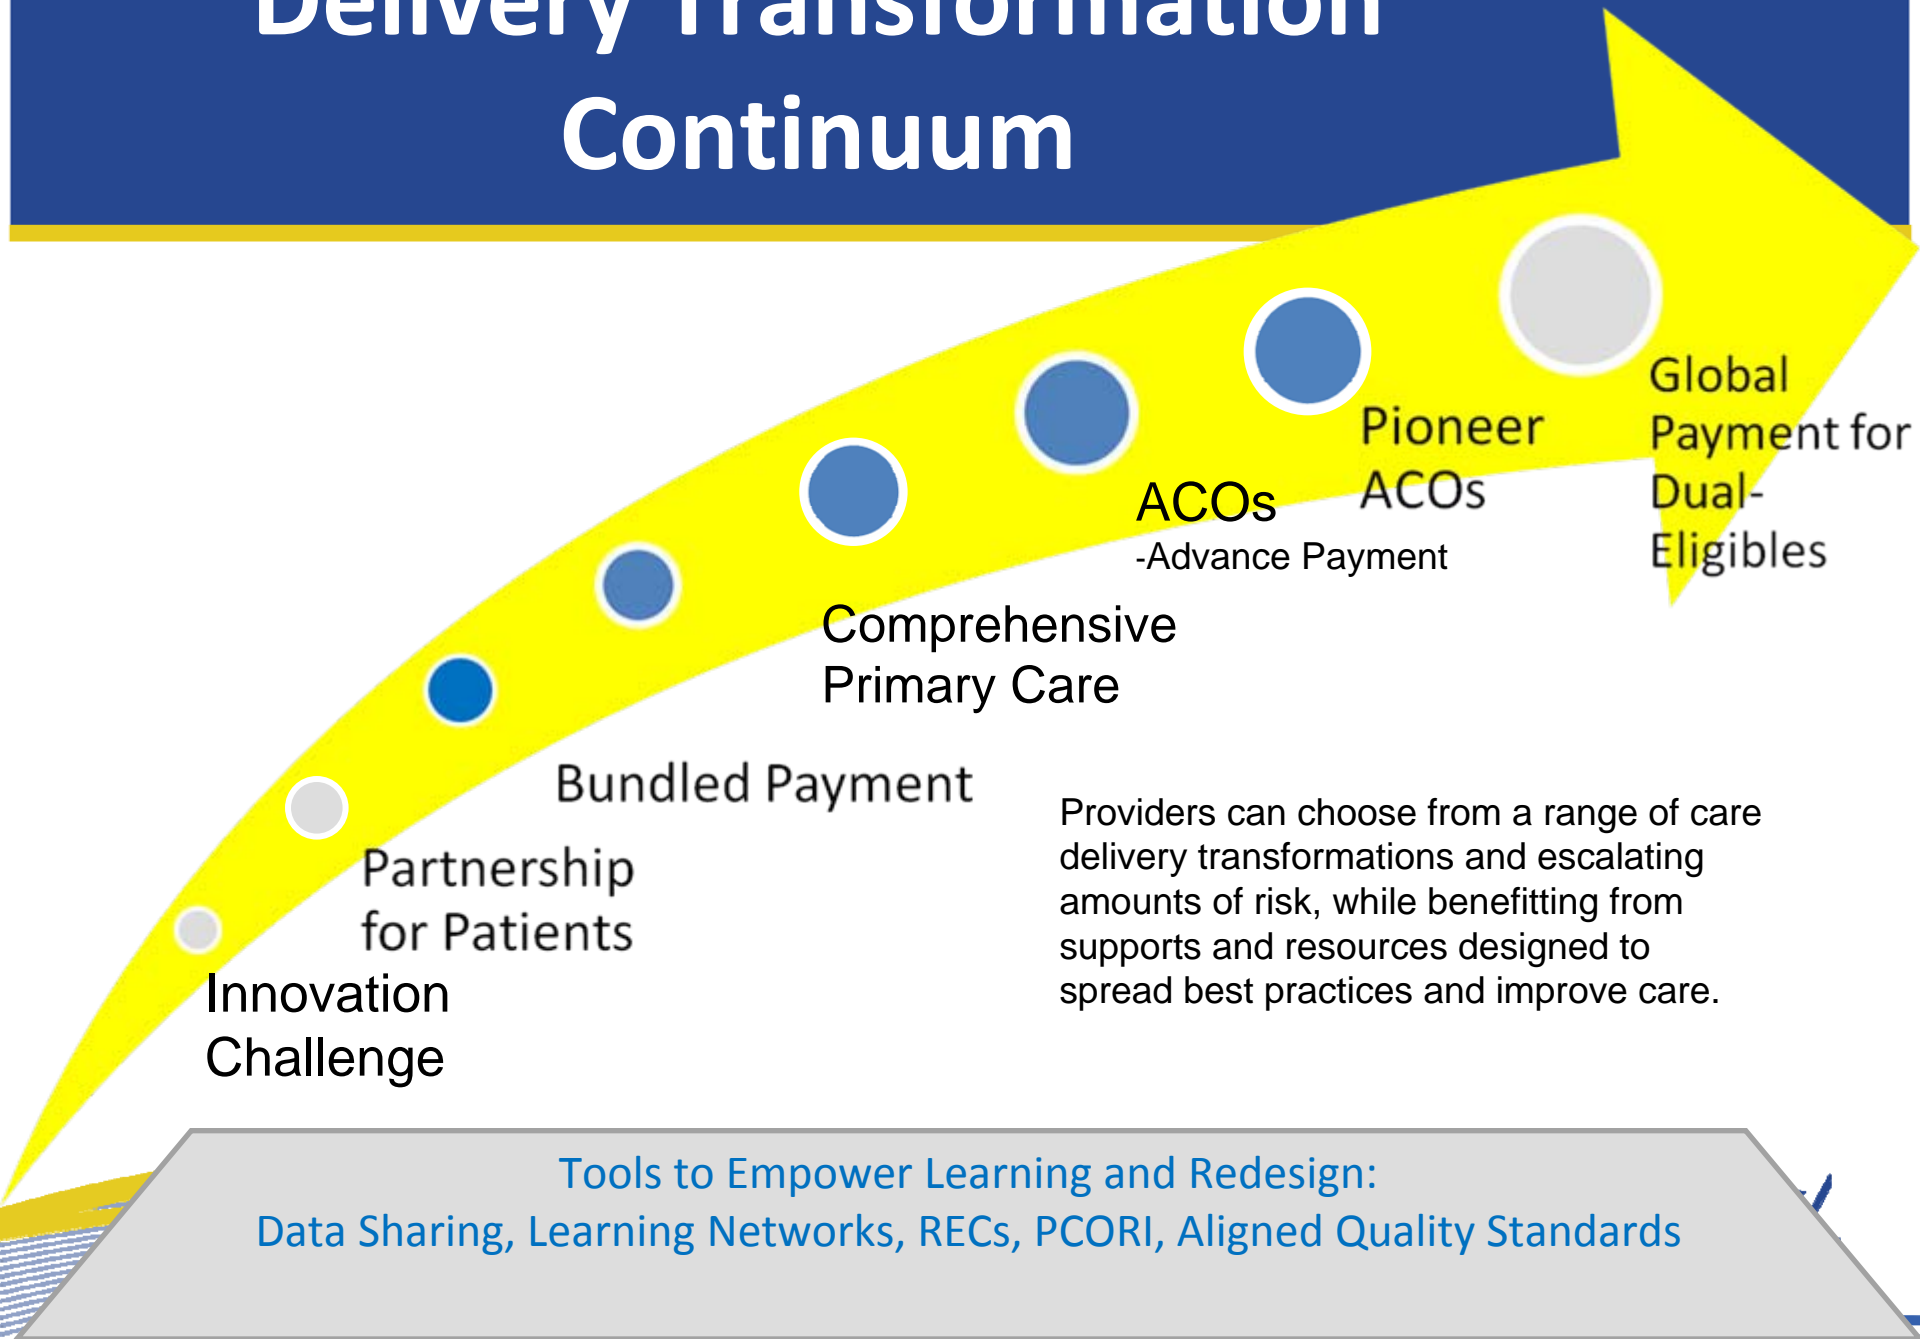 Delivery Transformation
Continuum
Global
Payment for
Dual-
Eligibles
Pioneer
ACOs
ACOs
-Advance Payment
Comprehensive
Primary Care
Bundled Payment
Partnership
for Patients
Innovation
Challenge
Providers can choose from a range of care
delivery transformations and escalating
amounts of risk, while benefitting from
supports and resources designed to
spread best practices and improve care.
Tools to Empower Learning and Redesign:
Data Sharing, Learning Networks, RECs, PCORI, Aligned Quality Standards